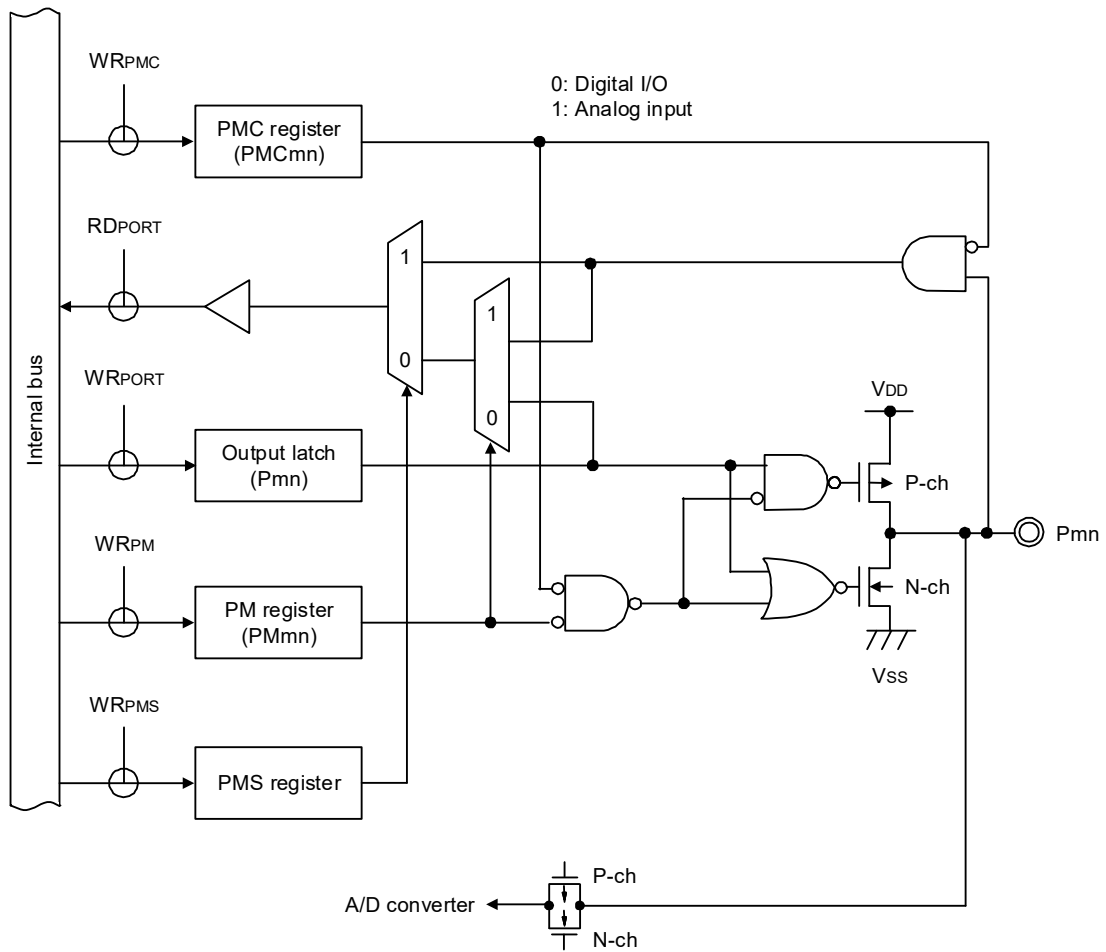 WRPMC
0: Digital I/O
1: Analog input
PMC register
(PMCmn)
RDPORT
1
1
0
0
Internal bus
WRPORT
VDD
Output latch
(Pmn)
P-ch
WRPM
Pmn
N-ch
PM register
(PMmn)
VSS
WRPMS
PMS register
P-ch
A/D converter
N-ch